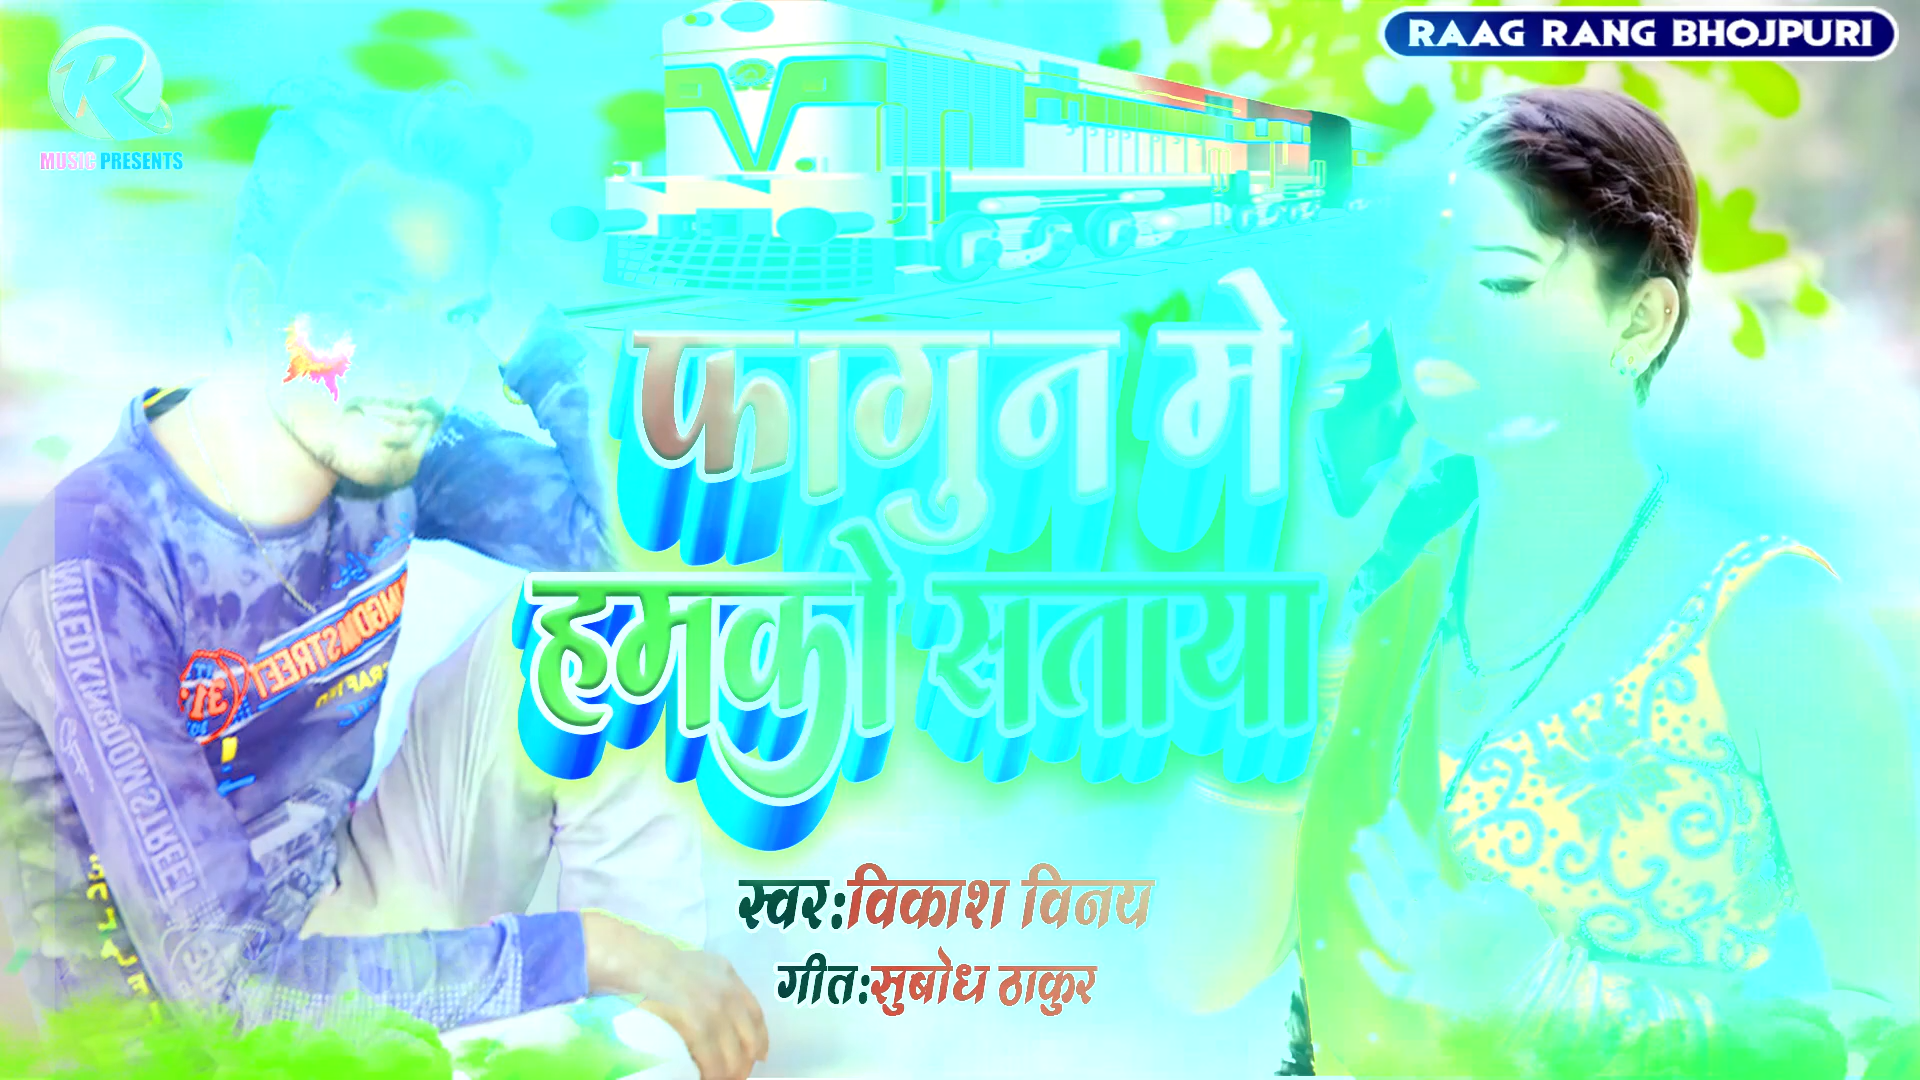 RAAG RANG BHOJPURI
R
MUSIC PRESENTS
फागुन मे
हमको सताया
स्वर:विकाश विनय
गीत:सुबोध ठाकुर